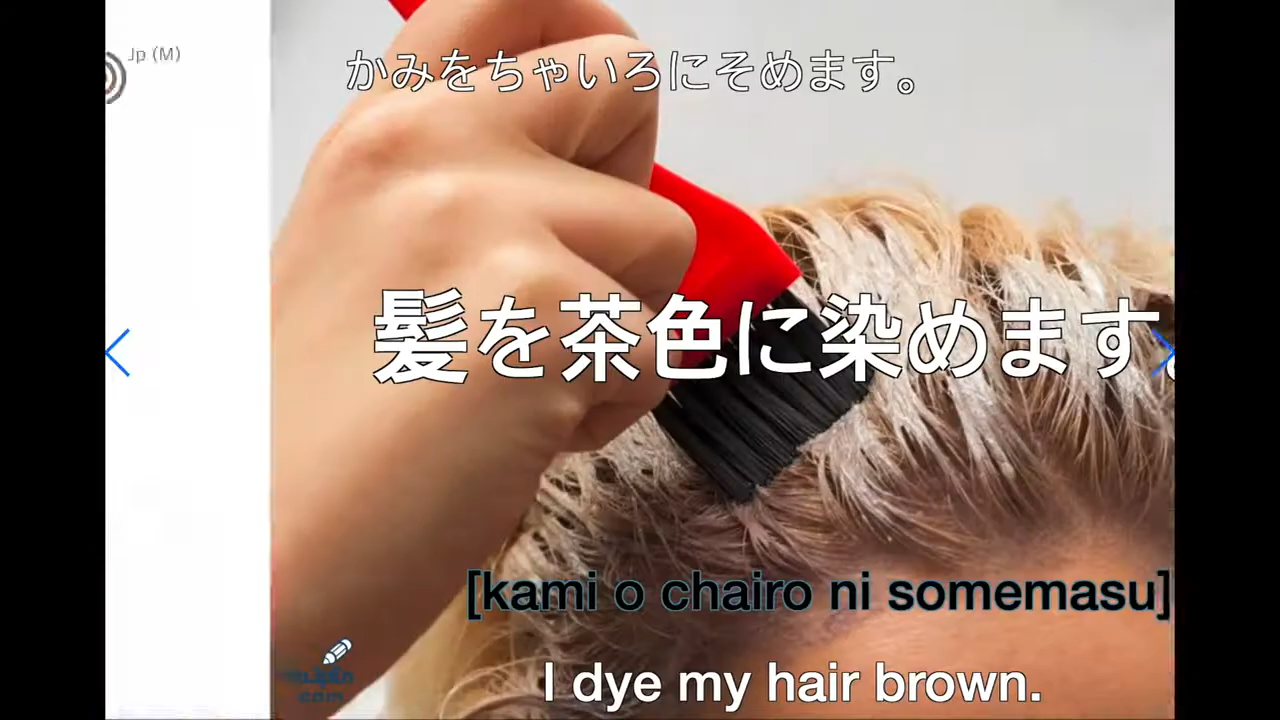 Jp (M)
かみをちゃいろにそめます。
髪を茶色に染めます。
[kami o chairo ni somemasu]
I dye my hair brown.
.com